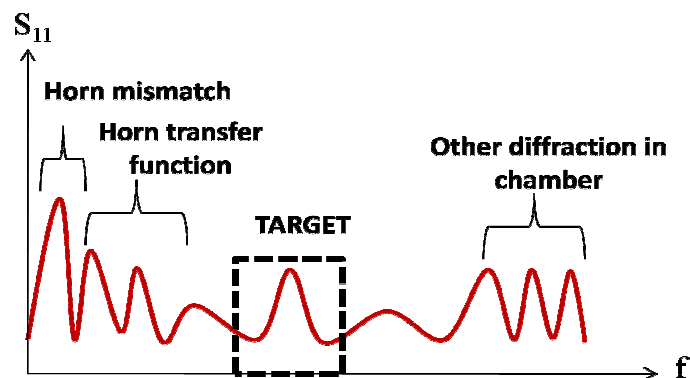 S11
Horn mismatch
Horn transfer
function
Other diffraction in
chamber
TARGET
f